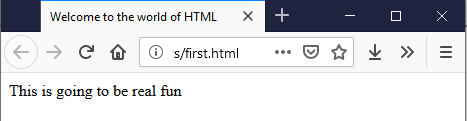 Welcome to the world of HTML
s/first.html
This is going to be real fun